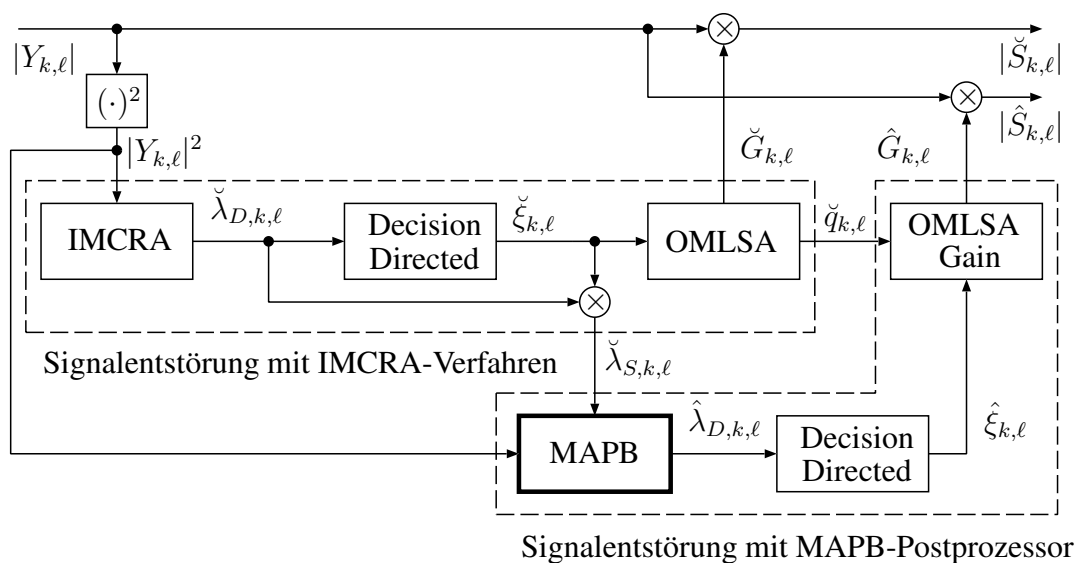 |Y_{k,ℓ}|
(·)²
|Y_{k,ℓ}|²
|S̆_{k,ℓ}|
|Ŝ_{k,ℓ}|
Ğ_{k,ℓ}
Ĝ_{k,ℓ}
IMCRA
λ̆_{D,k,ℓ}
Decision
Directed
ξ̆_{k,ℓ}
OMLSA
q̆_{k,ℓ}
OMLSA
Gain
Signalentstörung mit IMCRA-Verfahren
λ̆_{S,k,ℓ}
MAPB
λ̂_{D,k,ℓ}
Decision
Directed
ξ̂_{k,ℓ}
Signalentstörung mit MAPB-Postprozessor